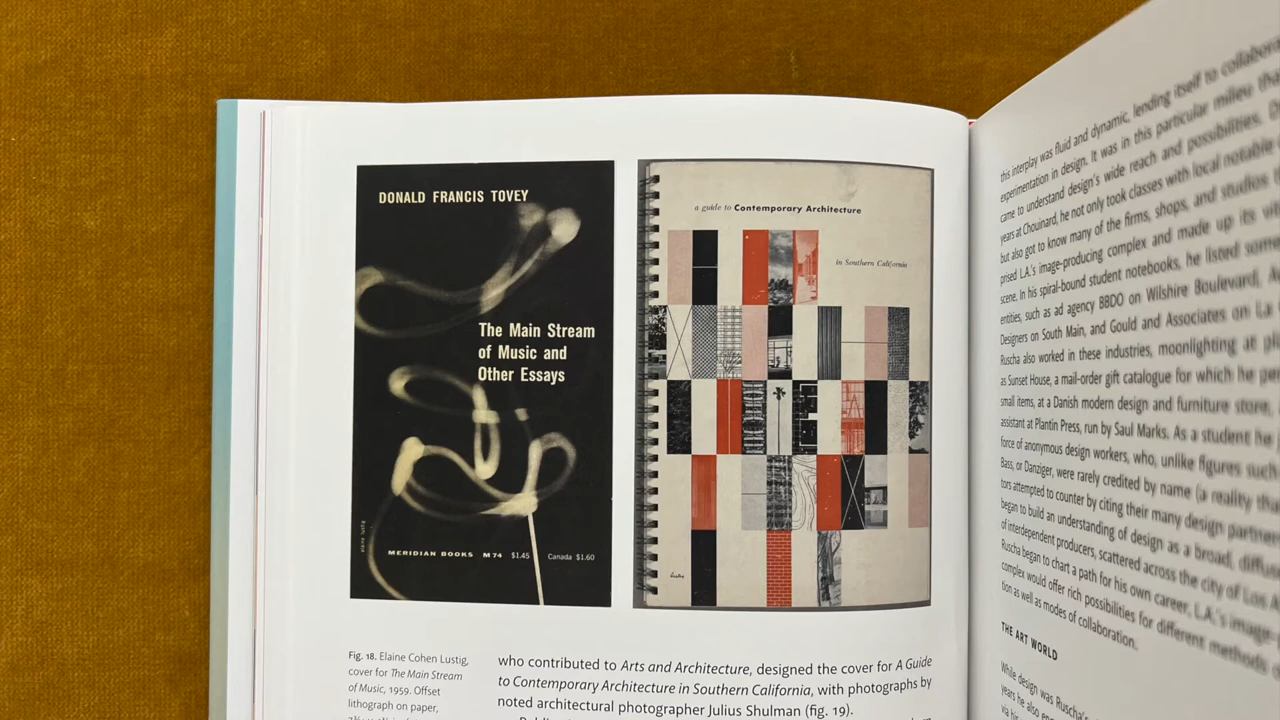 DONALD FRANCIS TOVEY
The Main Stream
of Music and
Other Essays
elaine lustig
MERIDIAN BOOKS M74 $1.45 Canada $1.60
a guide to Contemporary Architecture
in Southern California
lustig
Fig. 18. Elaine Cohen Lustig,
cover for The Main Stream
of Music, 1959. Offset
lithograph on paper,
who contributed to Arts and Architecture, designed the cover for A Guide
to Contemporary Architecture in Southern California, with photographs by
noted architectural photographer Julius Shulman (fig. 19).
this interplay was fluid and dynamic, lending itself to
experimentation in design. It was in this particular milieu
came to understand design's wide reach and possibilities.
years at Chouinard, he not only took classes with local notable
but also got to know many of the firms, shops, and studios
prised L.A.'s image-producing complex and made up its
scene. In his spiral-bound student notebooks, he listed
entities, such as ad agency BBDO on Wilshire Boulevard,
Designers on South Main, and Gould and Associates on La
Ruscha also worked in these industries, moonlighting at
as Sunset House, a mail-order gift catalogue for which he
small items, at a Danish modern design and furniture store,
assistant at Plantin Press, run by Saul Marks. As a student he
force of anonymous design workers, who, unlike figures such
Bass, or Danziger, were rarely credited by name (a reality
tors attempted to counter by citing their many design
began to build an understanding of design as a broad,
of independent producers, scattered across the city of Los
Ruscha began to chart a path for his own career, L.A.'s
complex would offer rich possibilities for different methods
tion as well as modes of collaboration.
THE ART WORLD
While design was Ruscha's
years he also
via his